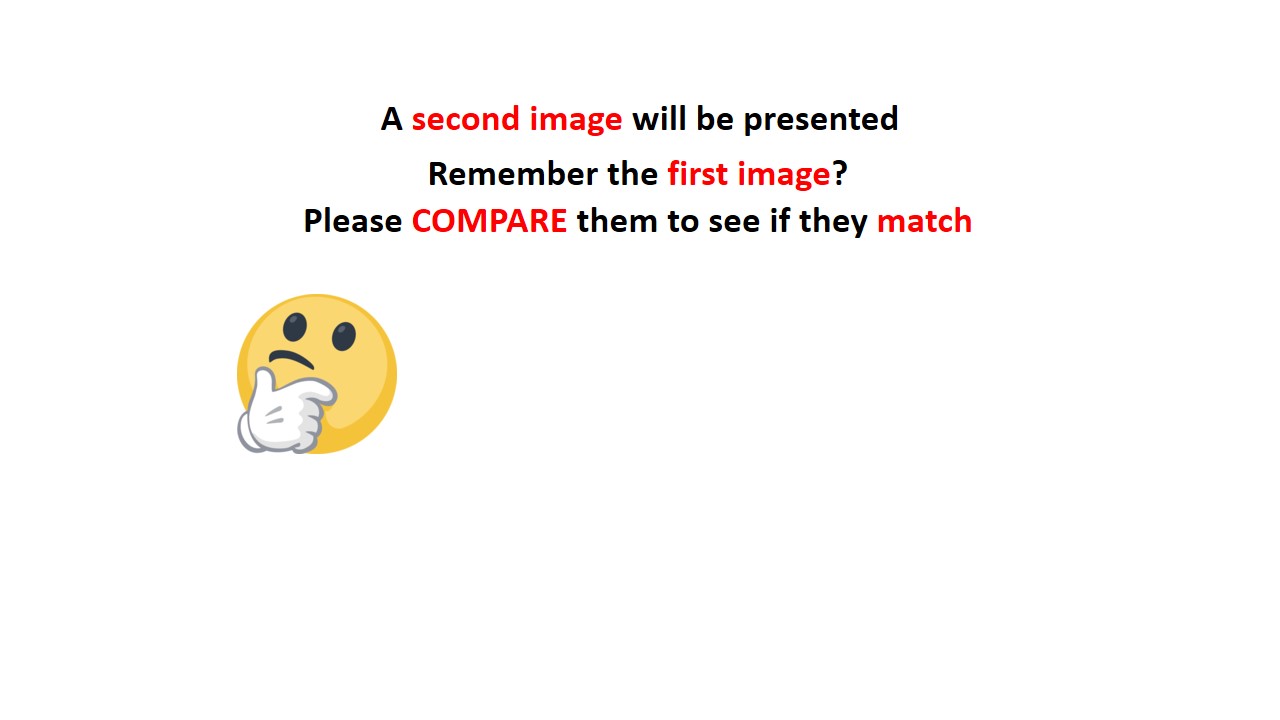 A second image will be presented
Remember the first image?
Please COMPARE them to see if they match